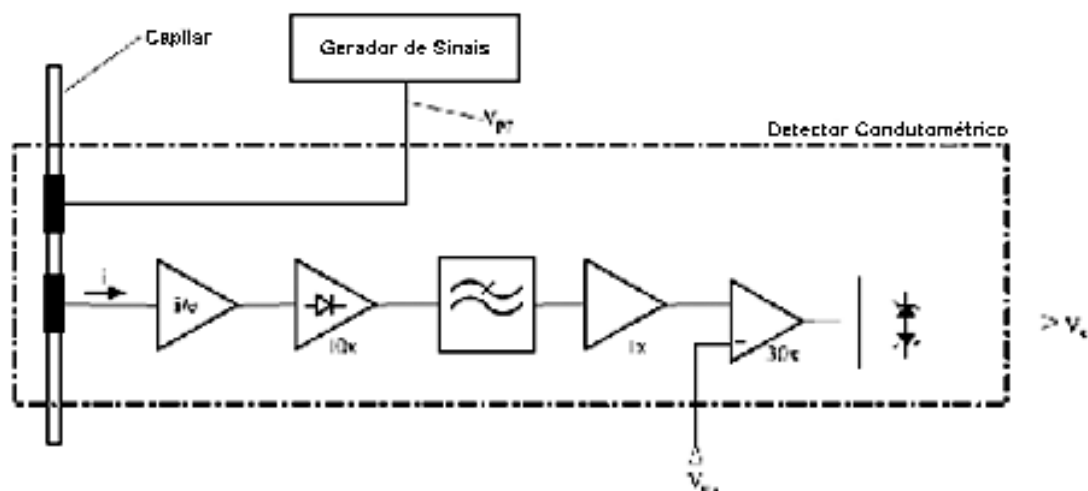 Capilar
Gerador de Sinais
Detector Condutométrico
i
i/v
10x
1x
30x